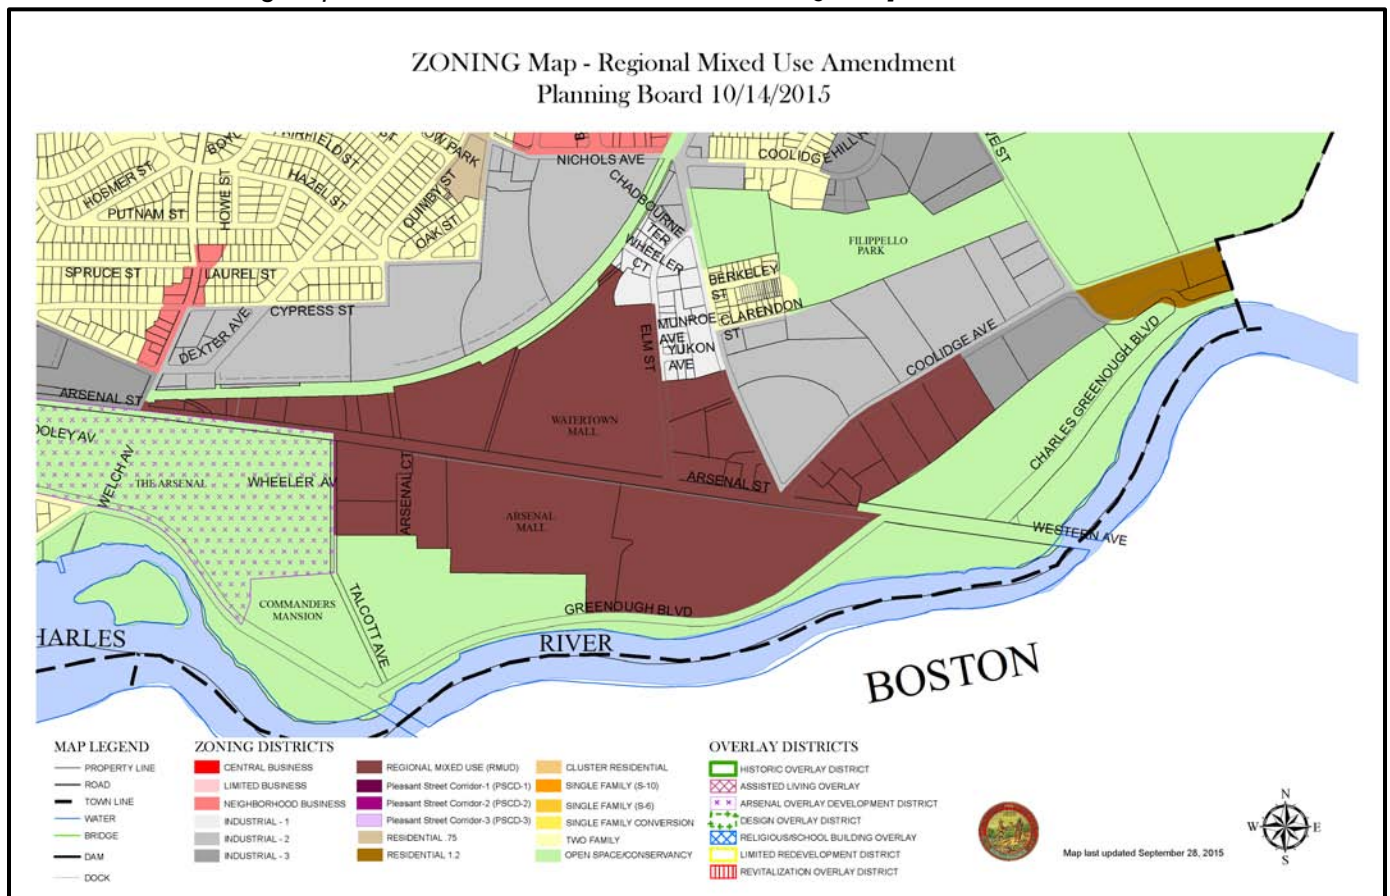 ZONING Map - Regional Mixed Use Amendment
Planning Board 10/14/2015
NICHOLS AVE
COOLIDGE HILL
HOSMER ST
HAZEL ST
HOWE ST
PUTNAM ST
QUIMBY ST
OAK ST
CHADBOURNE
TER
WHEELER
CT
FILIPPELLO
PARK
SPRUCE ST
LAUREL ST
CYPRESS ST
DEXTER AVE
BERKELEY
ST
CLARENDON
ST
MUNROE
AVE
YUKON
AVE
ELM ST
COOLIDGE AVE
CHARLES GREENOUGH BLVD
ARSENAL ST
WATERTOWN
MALL
OOLEY AV
WELCH AV
THE ARSENAL
WHEELER AV
ARSENAL CT
ARSENAL ST
ARSENAL
MALL
WESTERN AVE
COMMANDERS
MANSION
TALCOTT AVE
GREENOUGH BLVD
HARLES
RIVER
BOSTON
MAP LEGEND
PROPERTY LINE
ROAD
TOWN LINE
WATER
BRIDGE
DAM
DOCK
ZONING DISTRICTS
CENTRAL BUSINESS
LIMITED BUSINESS
NEIGHBORHOOD BUSINESS
INDUSTRIAL - 1
INDUSTRIAL - 2
INDUSTRIAL - 3
REGIONAL MIXED USE (RMUD)
Pleasant Street Corridor-1 (PSCD-1)
Pleasant Street Corridor-2 (PSCD-2)
Pleasant Street Corridor-3 (PSCD-3)
RESIDENTIAL .75
RESIDENTIAL 1.2
CLUSTER RESIDENTIAL
SINGLE FAMILY (S-10)
SINGLE FAMILY (S-6)
SINGLE FAMILY CONVERSION
TWO FAMILY
OPEN SPACE/CONSERVANCY
OVERLAY DISTRICTS
HISTORIC OVERLAY DISTRICT
ASSISTED LIVING OVERLAY
ARSENAL OVERLAY DEVELOPMENT DISTRICT
DESIGN OVERLAY DISTRICT
RELIGIOUS/SCHOOL BUILDING OVERLAY
LIMITED REDEVELOPMENT DISTRICT
REVITALIZATION OVERLAY DISTRICT
Map last updated September 28, 2015
N
W
E
S